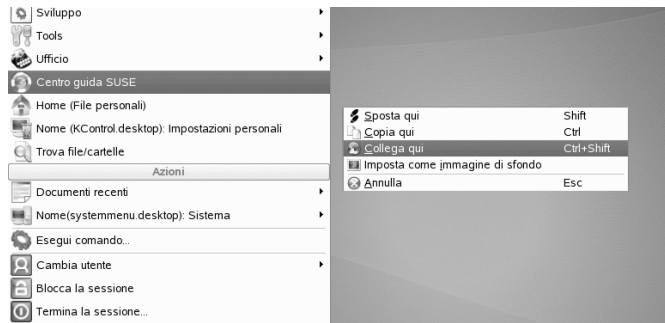 Sviluppo
Tools
Ufficio
Centro guida SUSE
Home (File personali)
Nome (KControl.desktop): Impostazioni personali
Trova file/cartelle
Azioni
Documenti recenti
Nome(systemmenu.desktop): Sistema
Esegui comando...
Cambia utente
Blocca la sessione
Termina la sessione...
Sposta qui Shift
Copia qui Ctrl
Collega qui Ctrl+Shift
Imposta come immagine di sfondo
Annulla Esc